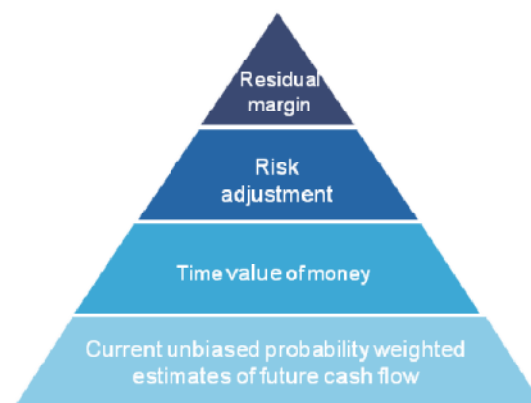 Residual
margin
Risk
adjustment
Time value of money
Current unbiased probability weighted
estimates of future cash flow